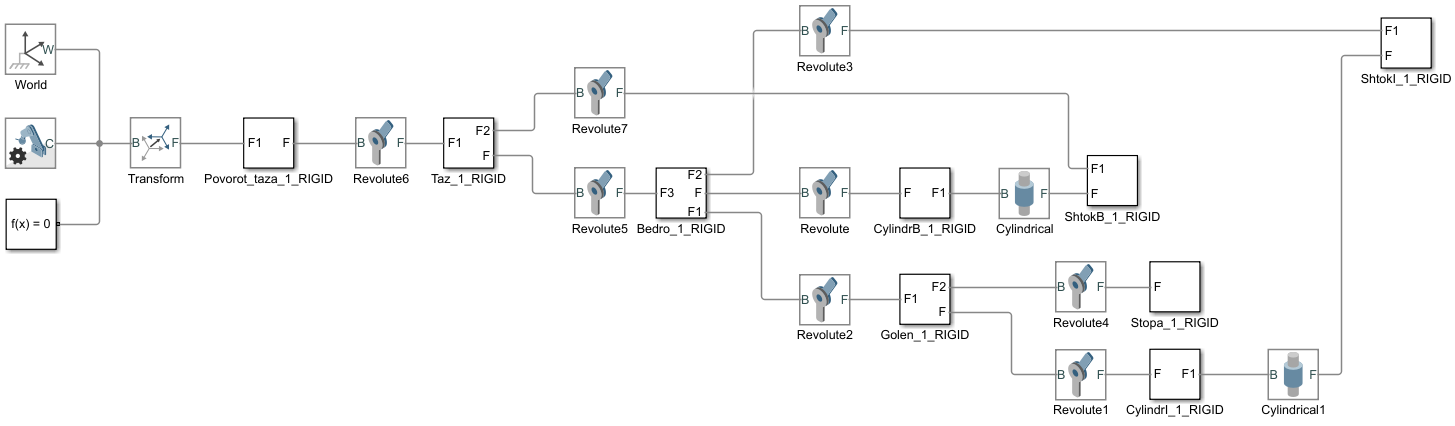 B
F
Revolute3
F1
F
ShtokI_1_RIGID
W
World
B
F
Revolute7
C
B
F
Transform
F1
F
Povorot_taza_1_RIGID
B
F
Revolute6
F1
F2
F
Taz_1_RIGID
B
F
Revolute5
F3
F2
F
F1
Bedro_1_RIGID
B
F
Revolute
F
F1
CylindrB_1_RIGID
B
F
Cylindrical
F1
F
ShtokB_1_RIGID
f(x) = 0
B
F
Revolute2
F1
F2
F
Golen_1_RIGID
B
F
Revolute4
F
Stopa_1_RIGID
B
F
Revolute1
F
F1
CylindrI_1_RIGID
B
F
Cylindrical1